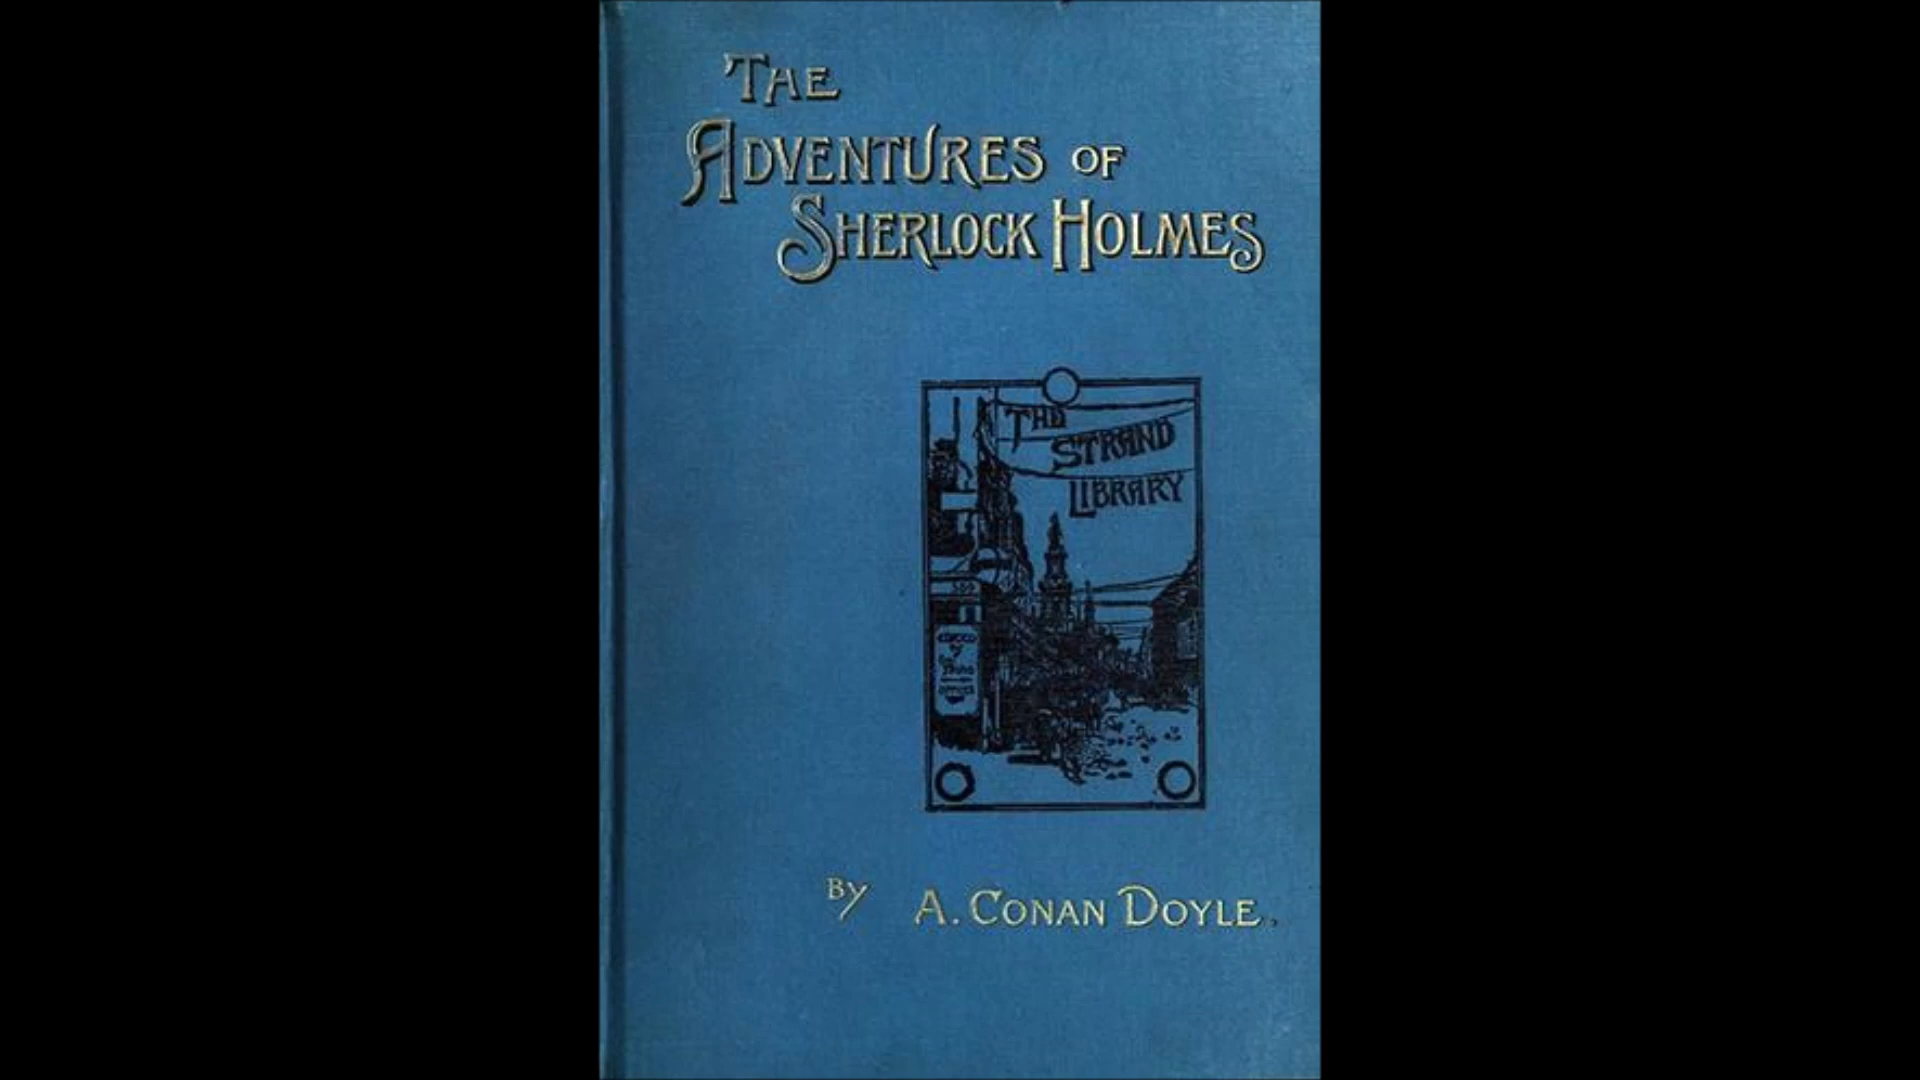 THE
ADVENTURES OF
SHERLOCK HOLMES
THE
STRAND
LIBRARY
BY A. CONAN DOYLE.